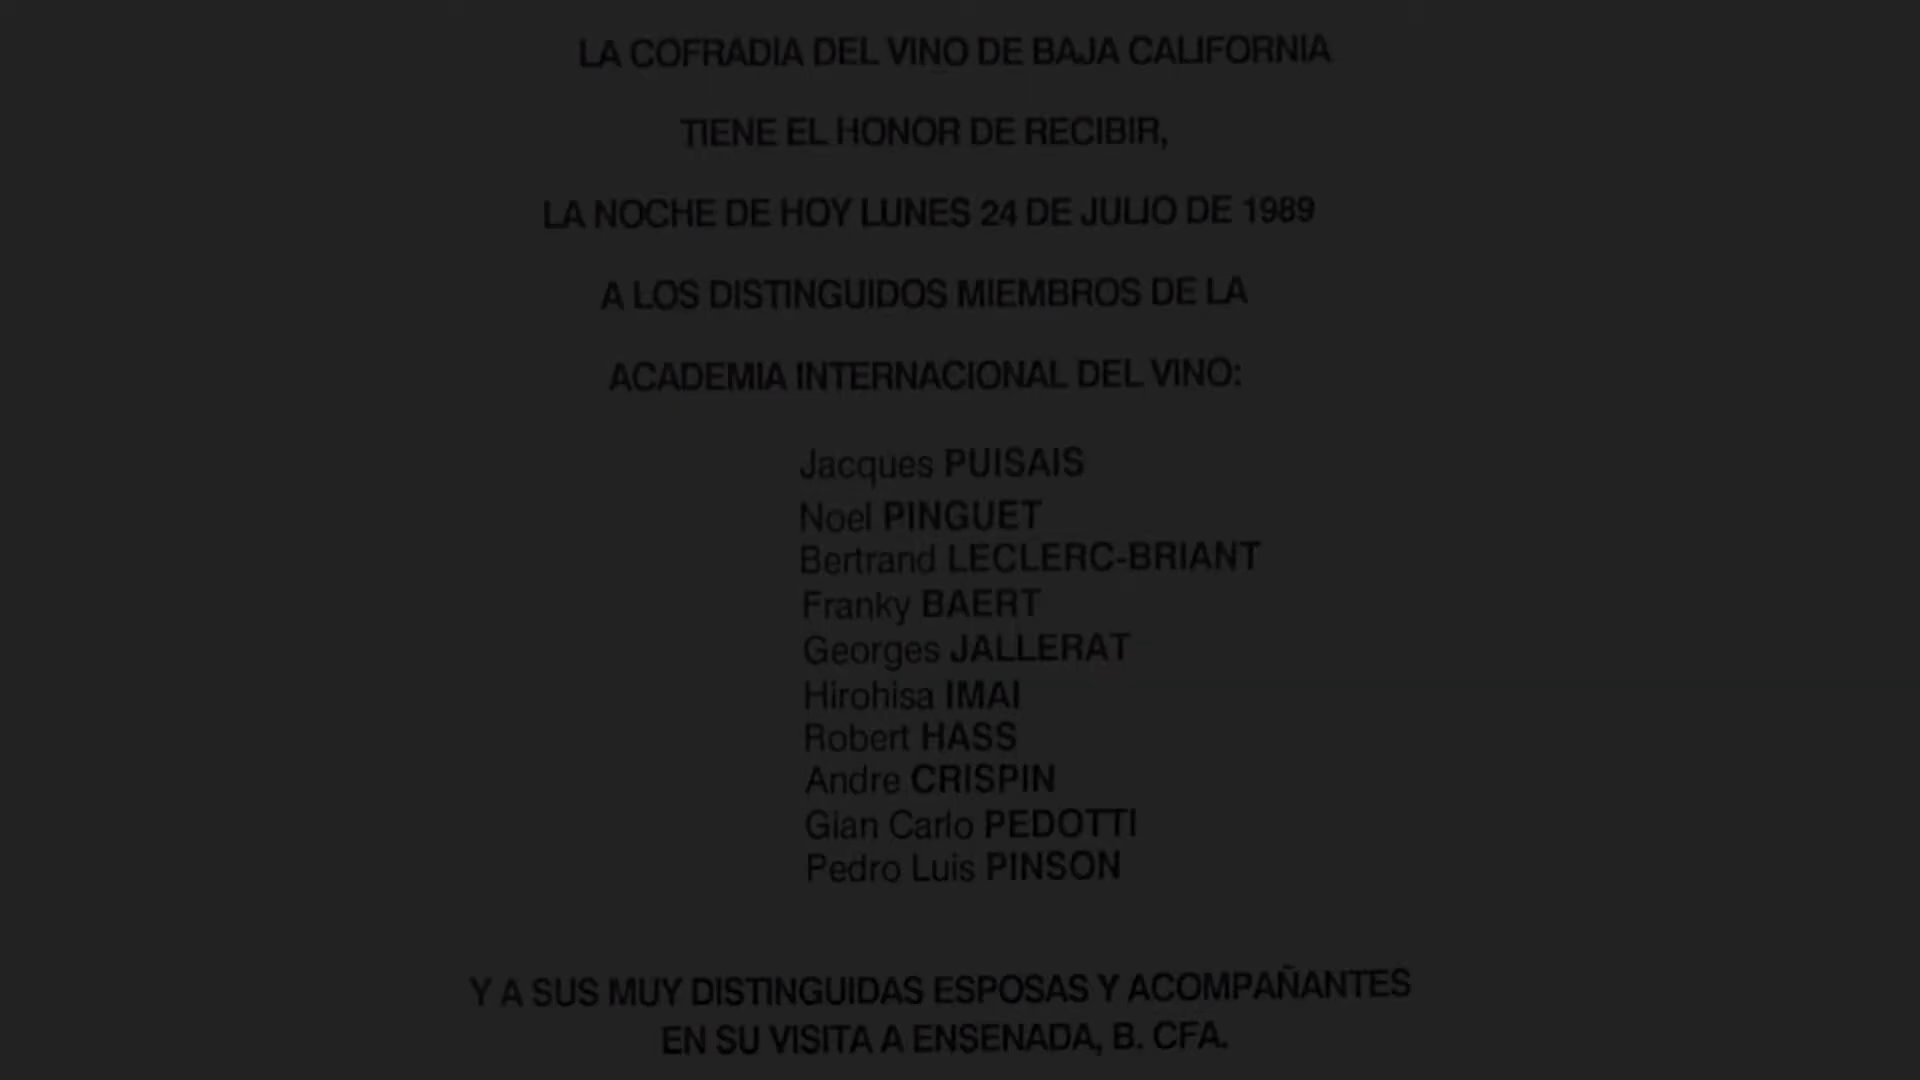 LA COFRADIA DEL VINO DE BAJA CALIFORNIA
TIENE EL HONOR DE RECIBIR,
LA NOCHE DE HOY LUNES 24 DE JULIO DE 1989
A LOS DISTINGUIDOS MIEMBROS DE LA
ACADEMIA INTERNACIONAL DEL VINO:
Jacques PUISAIS
Noel PINGUET
Bertrand LECLERC-BRIANT
Franky BAERT
Georges JALLERAT
Hirohisa IMAI
Robert HASS
Andre CRISPIN
Gian Carlo PEDOTTI
Pedro Luis PINSON
Y A SUS MUY DISTINGUIDAS ESPOSAS Y ACOMPAÑANTES
EN SU VISITA A ENSENADA, B. CFA.